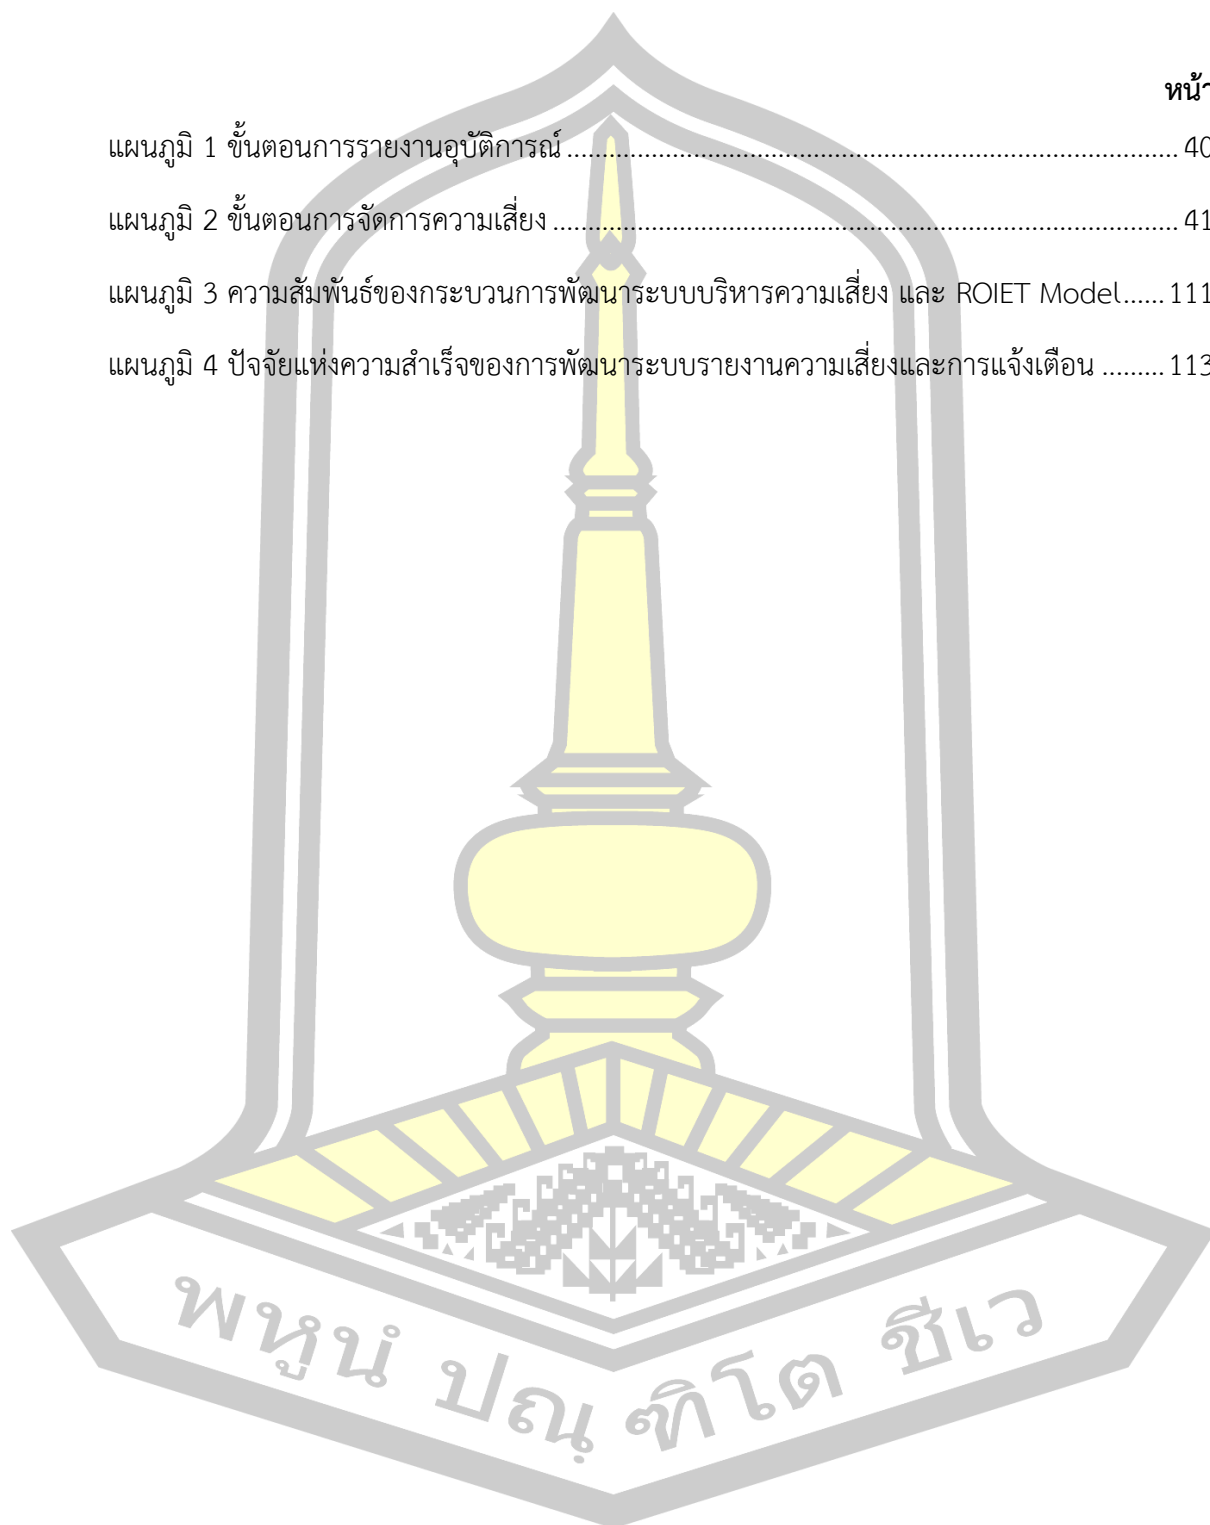 หน้า
แผนภูมิ 1 ขั้นตอนการรายงานอุบัติการณ์ .......................................................................... 40
แผนภูมิ 2 ขั้นตอนการจัดการความเสี่ยง ............................................................................ 41
แผนภูมิ 3 ความสัมพันธ์ของกระบวนการพัฒนาระบบบริหารความเสี่ยง และ ROIET Model...... 111
แผนภูมิ 4 ปัจจัยแห่งความสำเร็จของการพัฒนาระบบรายงานความเสี่ยงและการแจ้งเตือน ......... 113
พหูนํ ปณฺฑิโต ชีเว